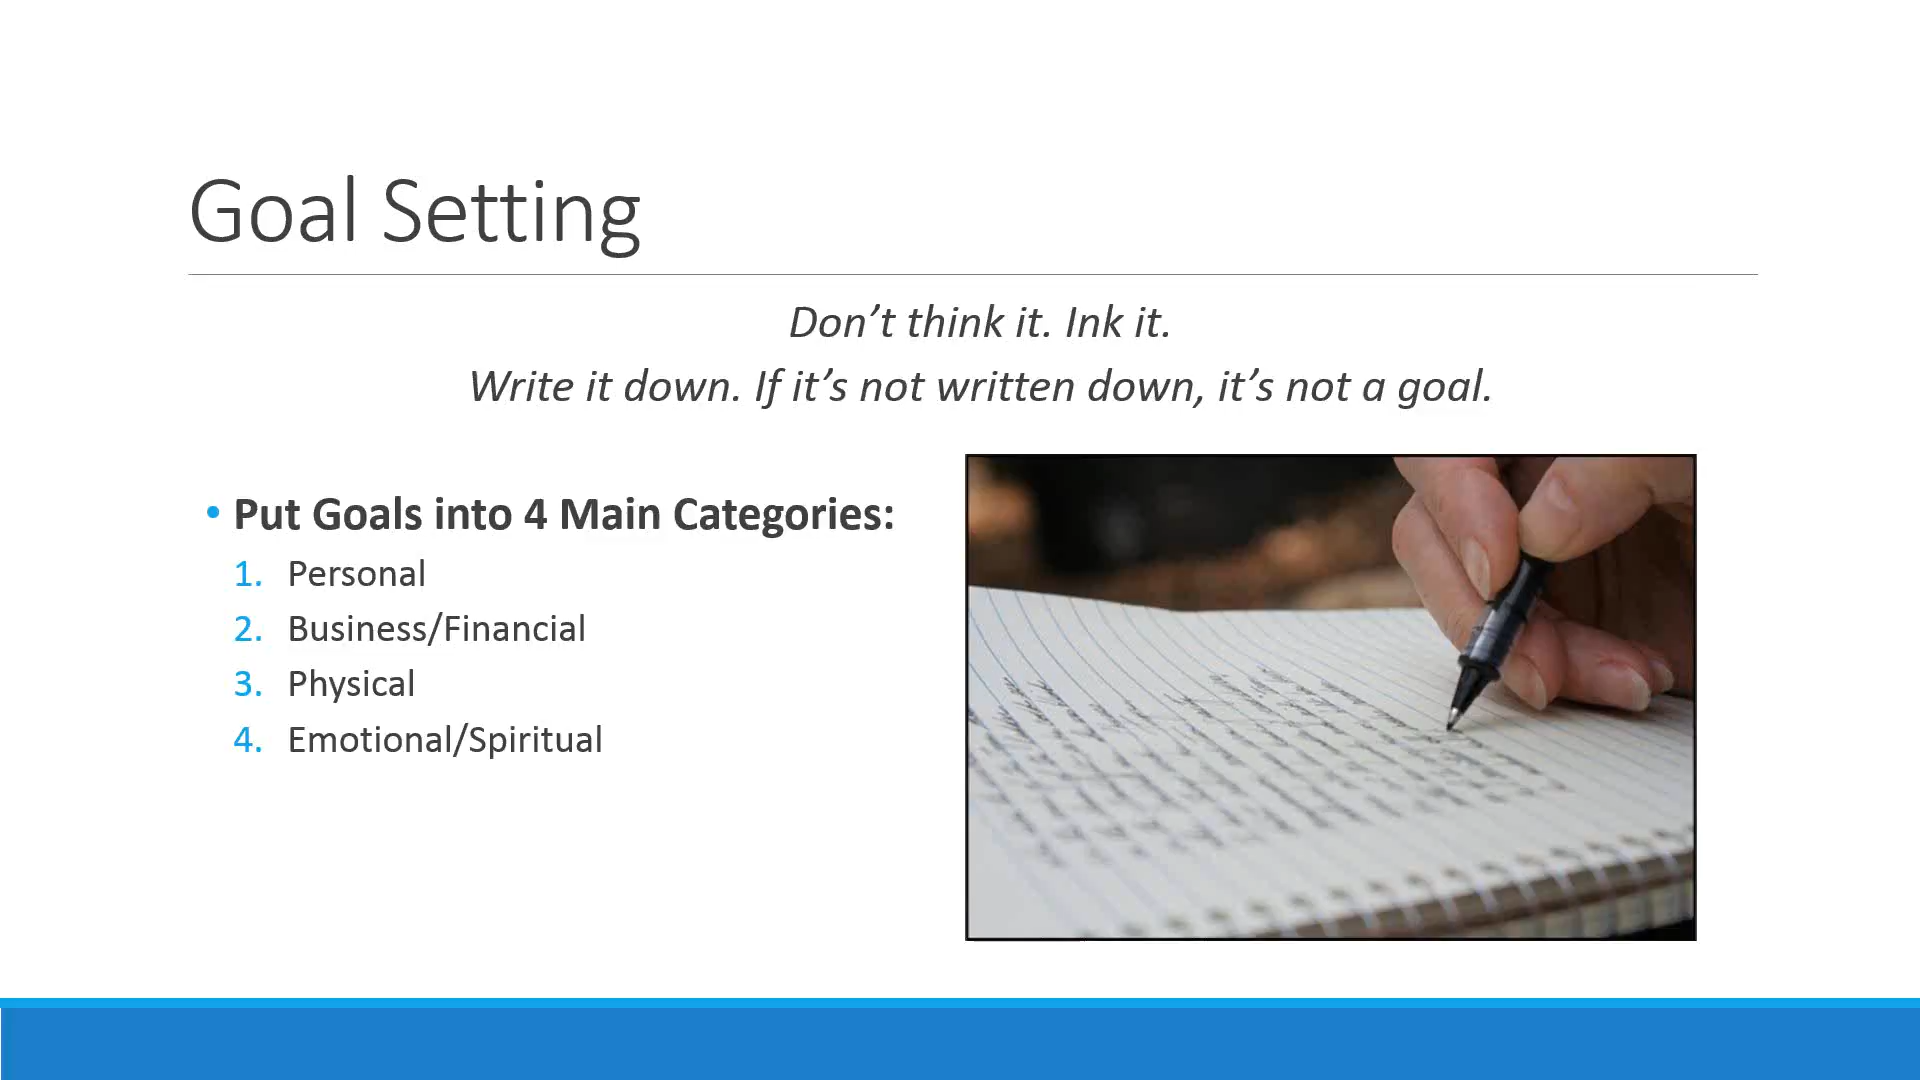 Goal Setting
Don’t think it. Ink it.
Write it down. If it’s not written down, it’s not a goal.
• Put Goals into 4 Main Categories:
1. Personal
2. Business/Financial
3. Physical
4. Emotional/Spiritual